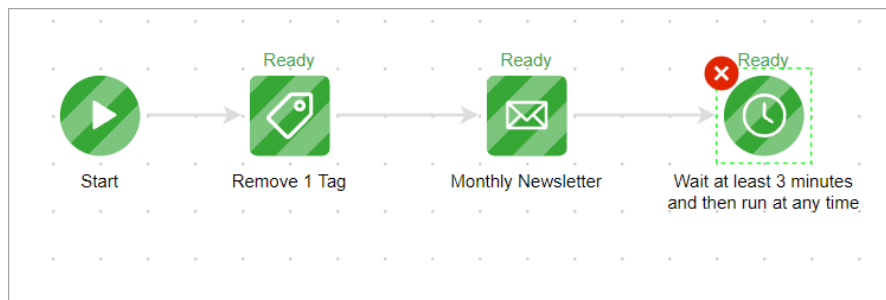 Ready
Ready
Ready
Start
Remove 1 Tag
Monthly Newsletter
Wait at least 3 minutes
and then run at any time